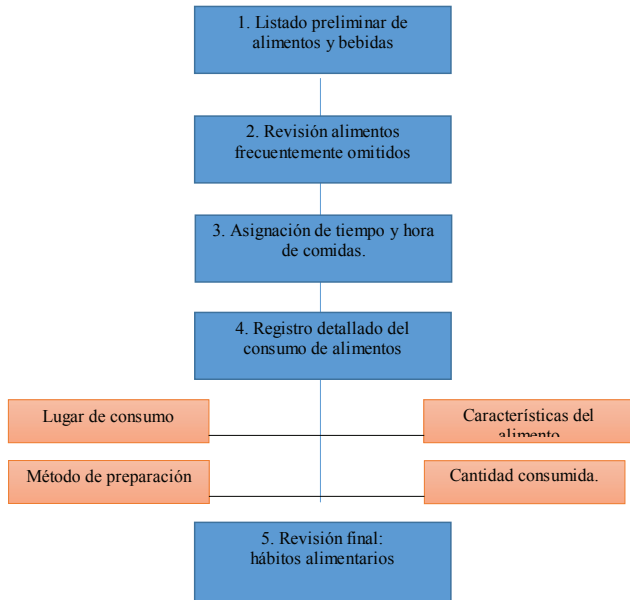 1. Listado preliminar de
alimentos y bebidas
2. Revisión alimentos
frecuentemente omitidos
3. Asignación de tiempo y hora
de comidas.
4. Registro detallado del
consumo de alimentos
Lugar de consumo
Características del
alimento
Método de preparación
Cantidad consumida.
5. Revisión final:
hábitos alimentarios